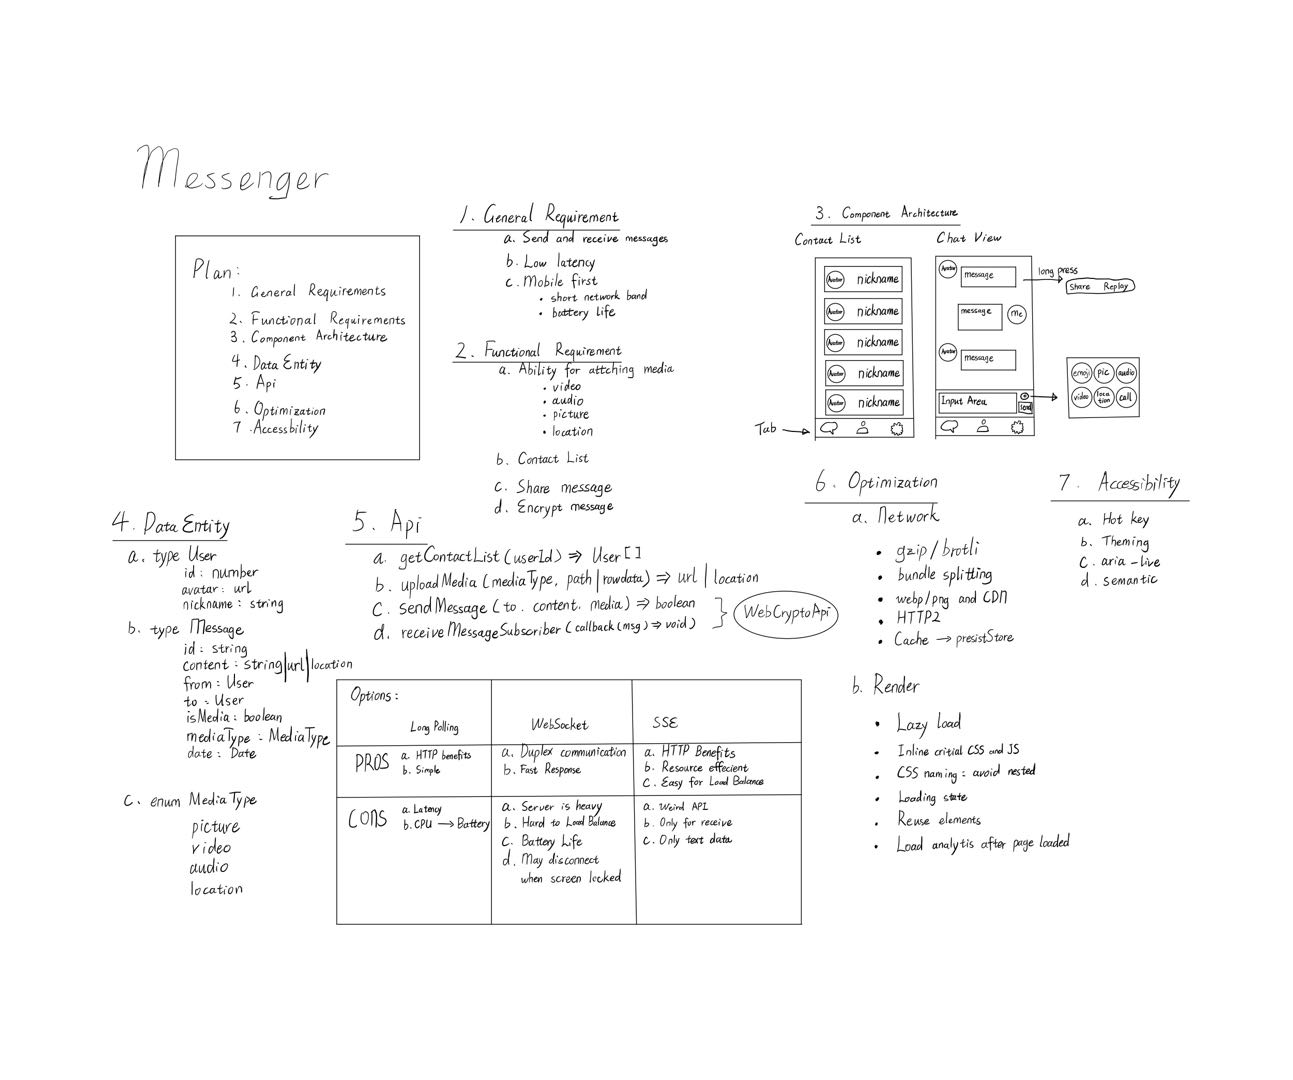 Messenger
Plan:
1. General Requirements
2. Functional Requirements
3. Component Architecture
4. Data Entity
5. Api
6. Optimization
7. Accessbility
1. General Requirement
a. Send and receive messages
b. Low latency
c. Mobile first
• short network band
• battery life
2. Functional Requirement
a. Ability for attching media
• video
• audio
• picture
• location
b. Contact List
c. Share message
d. Encrypt message
3. Component Architecture
Contact List
Avatar nickname
Avatar nickname
Avatar nickname
Avatar nickname
Avatar nickname
Tab
Chat View
Avatar message
long press
Share Replay
message me
Avatar message
Input Area
Send
emoji pic audio
video location call
4. Data Entity
a. type User
id: number
avatar: url
nickname: string
b. type Message
id: string
content: string|url|location
from: User
to: User
isMedia: boolean
mediaType: MediaType
date: Date
c. enum MediaType
picture
video
audio
location
5. Api
a. getContactList(userId) ⇒ User[]
b. uploadMedia(mediaType, path|rowdata) ⇒ url|location
c. sendMessage(to. content. media) ⇒ boolean
d. receiveMessageSubscriber(callback(msg) ⇒ void)
WebCryptoApi
Options:
Long Polling WebSocket SSE
PROS
a. HTTP benefits
b. Simple
a. Duplex communication
b. Fast Response
a. HTTP Benefits
b. Resource effecient
c. Easy for Load Balance
CONS
a. Latency
b. CPU → Battery
a. Server is heavy
b. Hard to Load Balance
c. Battery Life
d. May disconnect
when screen locked
a. Weird API
b. Only for receive
c. Only text data
6. Optimization
a. Network
• gzip/brotli
• bundle splitting
• webp/png and CDN
• HTTP2
• Cache → presistStore
b. Render
• Lazy load
• Inline critial CSS and JS
• CSS naming: avoid nested
• Loading state
• Reuse elements
• Load analytis after page loaded
7. Accessibility
a. Hot key
b. Theming
c. aria-live
d. semantic